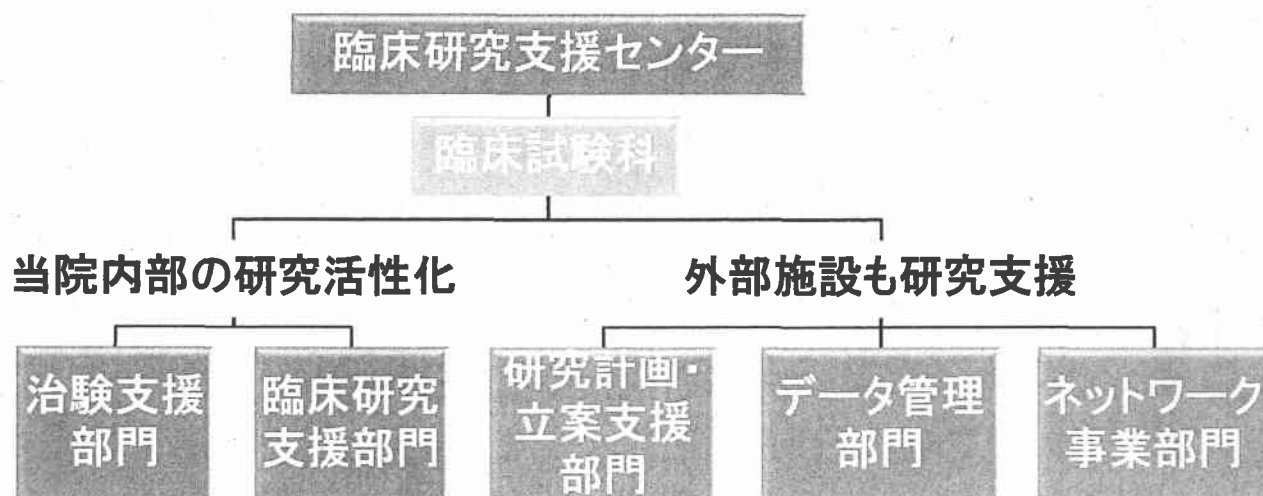 臨床研究支援センター
臨床試験科
当院内部の研究活性化
外部施設も研究支援
治験支援
部門
臨床研究
支援部門
研究計画・
立案支援
部門
データ管理
部門
ネットワーク
事業部門